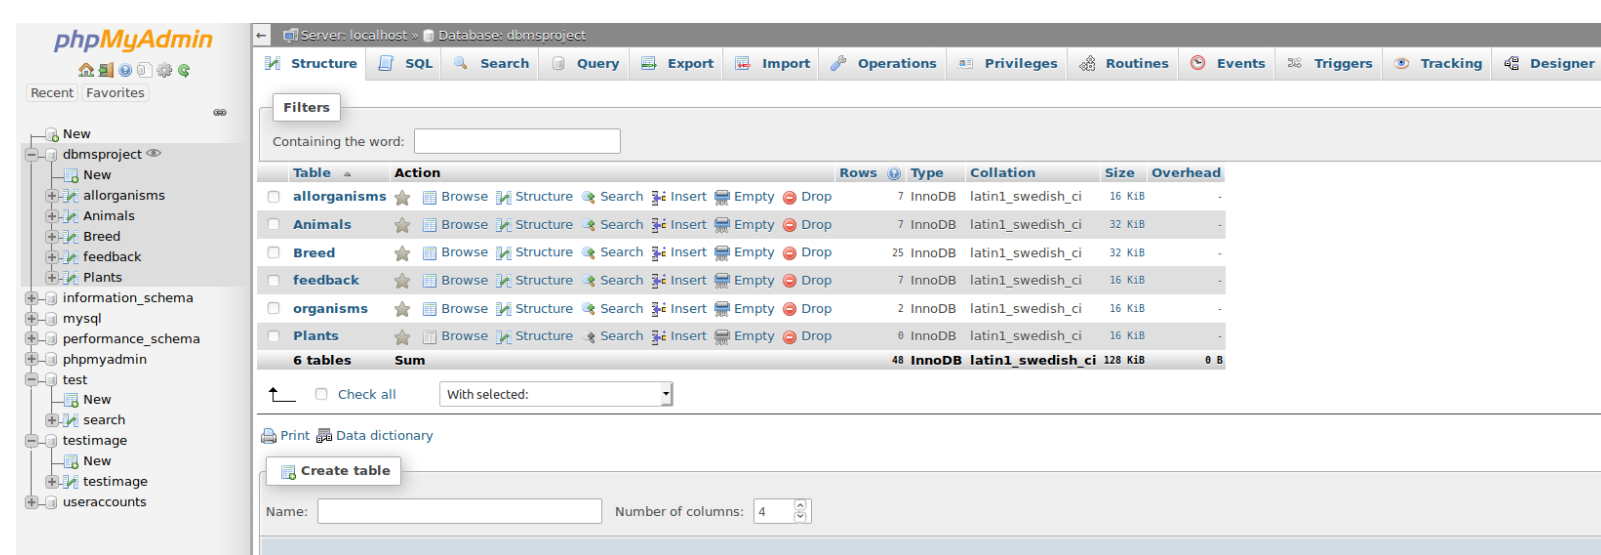 phpMyAdmin
Recent Favorites
New
dbmsproject
New
allorganisms
Animals
Breed
feedback
Plants
information_schema
mysql
performance_schema
phpmyadmin
test
New
search
testimage
New
testimage
useraccounts
← Server: localhost » Database: dbmsproject
Structure SQL Search Query Export Import Operations Privileges Routines Events Triggers Tracking Designer
Filters
Containing the word:
Table Action Rows Type Collation Size Overhead
allorganisms Browse Structure Search Insert Empty Drop 7 InnoDB latin1_swedish_ci 16 KiB -
Animals Browse Structure Search Insert Empty Drop 7 InnoDB latin1_swedish_ci 32 KiB -
Breed Browse Structure Search Insert Empty Drop 25 InnoDB latin1_swedish_ci 32 KiB -
feedback Browse Structure Search Insert Empty Drop 7 InnoDB latin1_swedish_ci 16 KiB -
organisms Browse Structure Search Insert Empty Drop 2 InnoDB latin1_swedish_ci 16 KiB -
Plants Browse Structure Search Insert Empty Drop 0 InnoDB latin1_swedish_ci 16 KiB -
6 tables Sum 48 InnoDB latin1_swedish_ci 128 KiB 0 B
Check all With selected:
Print Data dictionary
Create table
Name: Number of columns: 4